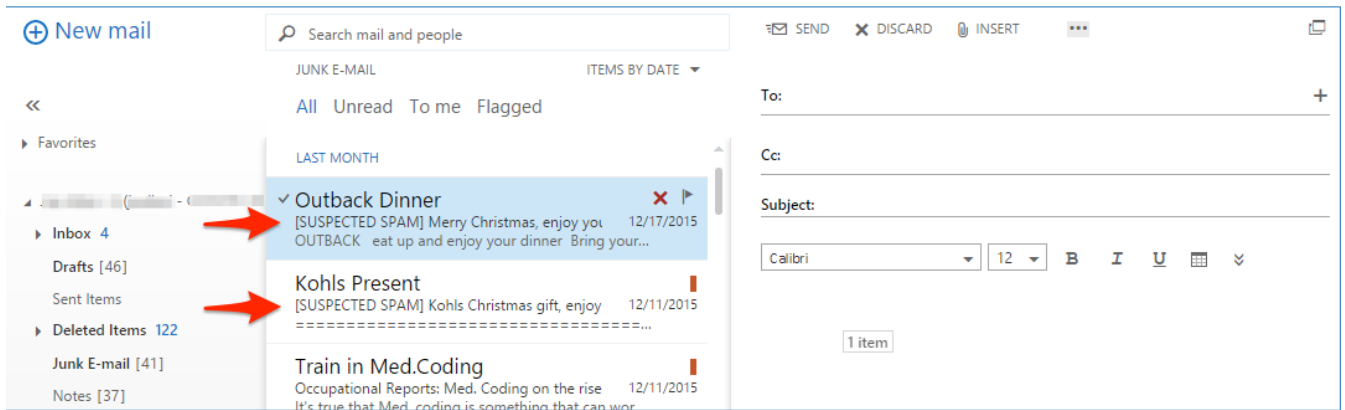 New mail
«
Favorites
Inbox 4
Drafts [46]
Sent Items
Deleted Items 122
Junk E-mail [41]
Notes [37]
Search mail and people
JUNK E-MAIL ITEMS BY DATE
All Unread To me Flagged
LAST MONTH
Outback Dinner
[SUSPECTED SPAM] Merry Christmas, enjoy you 12/17/2015
OUTBACK eat up and enjoy your dinner Bring your...
Kohls Present
[SUSPECTED SPAM] Kohls Christmas gift, enjoy 12/11/2015
==================================...
Train in Med.Coding
Occupational Reports: Med. Coding on the rise 12/11/2015
It's true that Med. coding is something that can wor
SEND DISCARD INSERT ...
To: +
Cc:
Subject:
Calibri 12 B I U
1 item